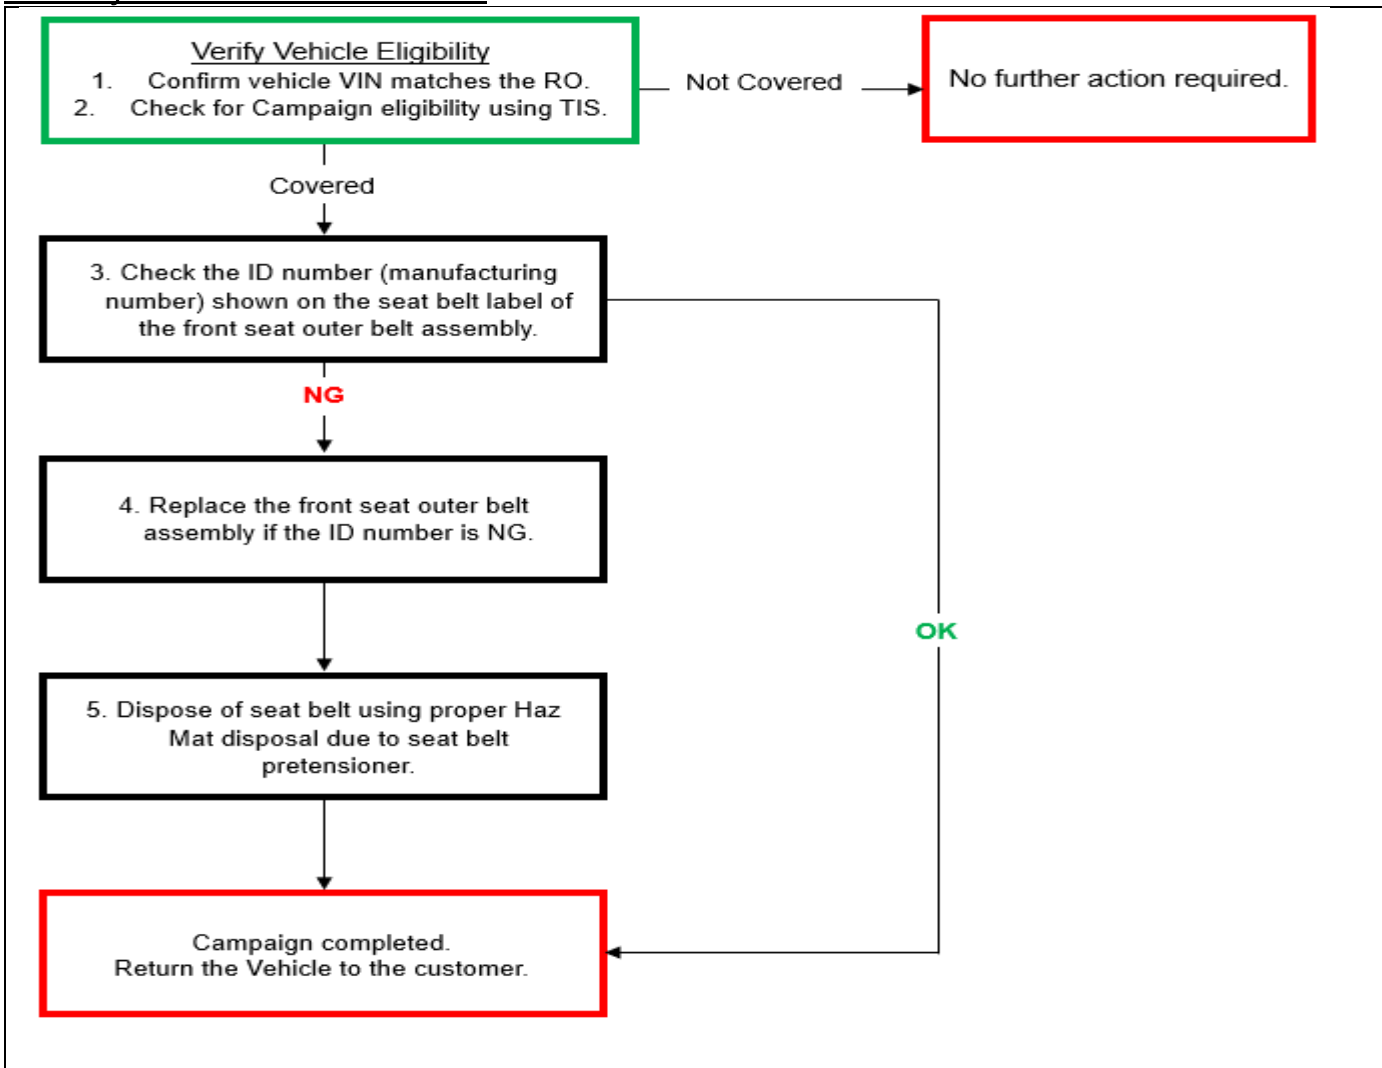 Verify Vehicle Eligibility
1. Confirm vehicle VIN matches the RO.
2. Check for Campaign eligibility using TIS.
Not Covered
No further action required.
Covered
3. Check the ID number (manufacturing
number) shown on the seat belt label of
the front seat outer belt assembly.
NG
4. Replace the front seat outer belt
assembly if the ID number is NG.
OK
5. Dispose of seat belt using proper Haz
Mat disposal due to seat belt
pretensioner.
Campaign completed.
Return the Vehicle to the customer.